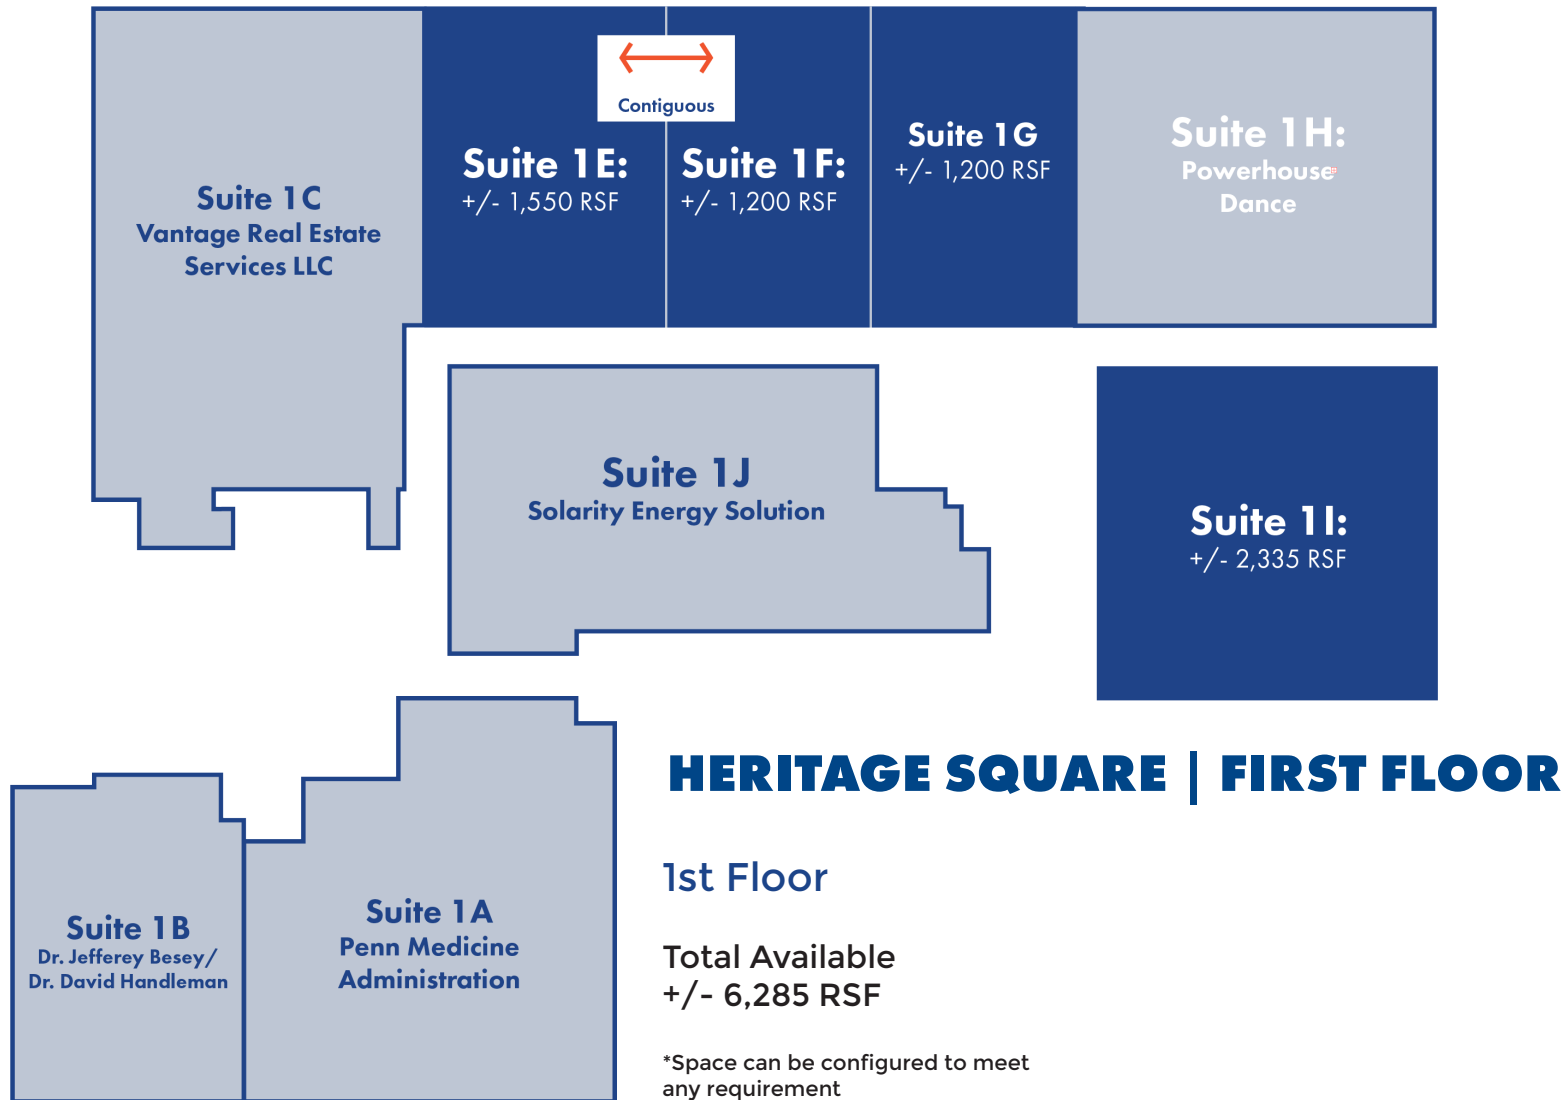 Contiguous
Suite 1C
Vantage Real Estate
Services LLC
Suite 1E:
+/- 1,550 RSF
Suite 1F:
+/- 1,200 RSF
Suite 1G
+/- 1,200 RSF
Suite 1H:
Powerhouse
Dance
Suite 1J
Solarity Energy Solution
Suite 1I:
+/- 2,335 RSF
HERITAGE SQUARE | FIRST FLOOR
Suite 1B
Dr. Jefferey Besey/
Dr. David Handleman
Suite 1A
Penn Medicine
Administration
1st Floor
Total Available
+/- 6,285 RSF
*Space can be configured to meet
any requirement